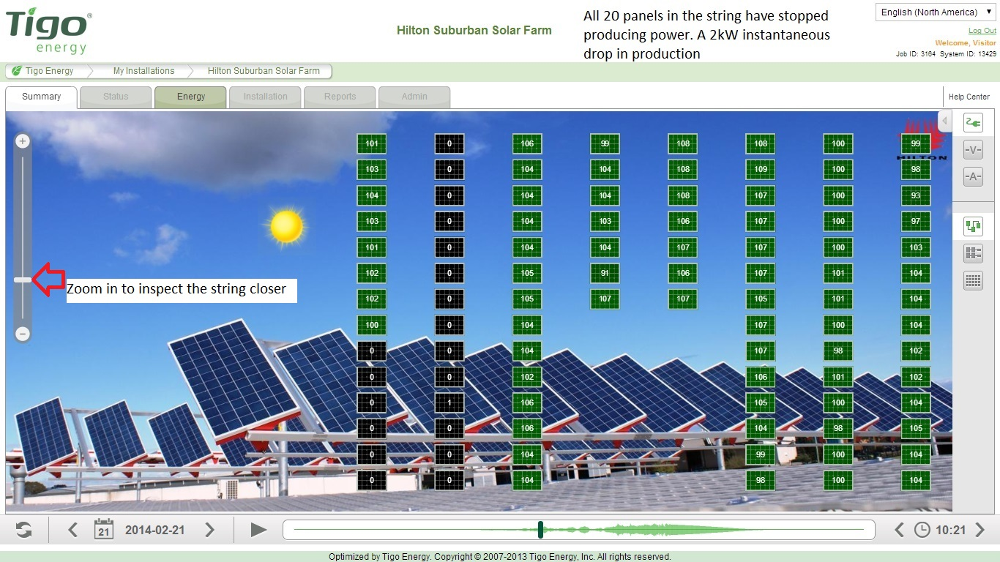 Tigo®
energy
Hilton Suburban Solar Farm
All 20 panels in the string have stopped
producing power. A 2kW instantaneous
drop in production
English (North America)
Log Out
Welcome, Visitor
Job ID: 3164 System ID: 13429
Tigo Energy My Installations Hilton Suburban Solar Farm
Summary Status Energy Installation Reports Admin
Help Center
101 0 106 99 108 108 100 99
HILTON
103 0 104 104 108 109 100 98
104 0 104 104 108 107 100 93
103 0 104 103 106 107 100 97
101 0 104 104 107 107 100 103
102 0 105 91 106 107 101 104
102 0 105 107 107 105 101 104
100 0 104 107 100 104
0 0 104 107 98 102
0 0 102 106 101 102
0 1 106 105 100 104
0 0 106 104 98 105
0 0 104 99 100 104
0 0 104 98 100 104
+
-V-
-A-
Zoom in to inspect the string closer
−
21 2014-02-21 10:21
Optimized by Tigo Energy. Copyright © 2007-2013 Tigo Energy, Inc. All rights reserved.